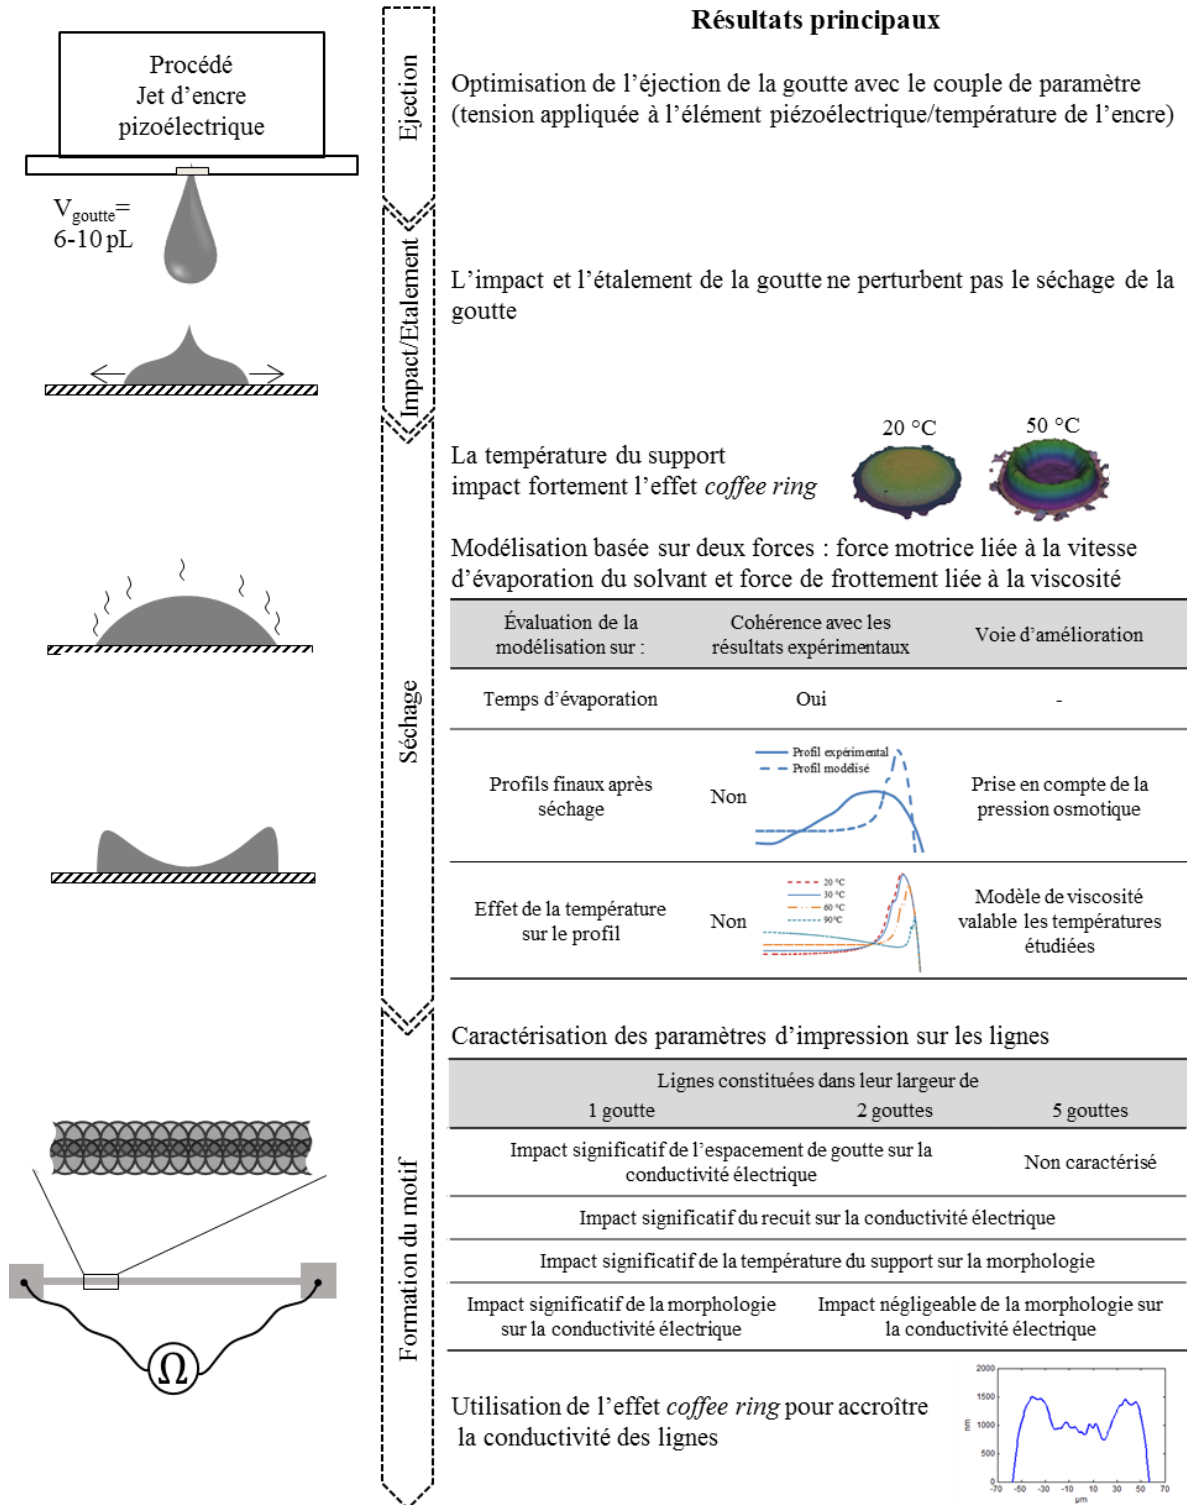 Résultats principaux
Procédé
Jet d'encre
pizoélectrique
V goutte=
6-10 pL
Ejection
Optimisation de l'éjection de la goutte avec le couple de paramètre
(tension appliquée à l'élément piézoélectrique/température de l'encre)
Impact/Etalement
L'impact et l'étalement de la goutte ne perturbent pas le séchage de la
goutte
Séchage
20 °C
50 °C
La température du support
impact fortement l'effet coffee ring
Modélisation basée sur deux forces : force motrice liée à la vitesse
d'évaporation du solvant et force de frottement liée à la viscosité
Évaluation de la
modélisation sur :
Cohérence avec les
résultats expérimentaux
Voie d'amélioration
Temps d'évaporation
Oui
-
Profils finaux après
séchage
Non
Profil expérimental
Profil modélisé
Prise en compte de la
pression osmotique
Effet de la température
sur le profil
Non
20 °C
30 °C
60 °C
90°C
Modèle de viscosité
valable les températures
étudiées
Formation du motif
Caractérisation des paramètres d'impression sur les lignes
Lignes constituées dans leur largeur de
1 goutte
2 gouttes
5 gouttes
Impact significatif de l'espacement de goutte sur la
conductivité électrique
Non caractérisé
Impact significatif du recuit sur la conductivité électrique
Impact significatif de la température du support sur la morphologie
Impact significatif de la morphologie
sur la conductivité électrique
Impact négligeable de la morphologie sur
la conductivité électrique
Ω
Utilisation de l'effet coffee ring pour accroître
la conductivité des lignes
2000
1500
1000
500
0
nm
-70 -50 -30 -10 10 30 50 70
µm